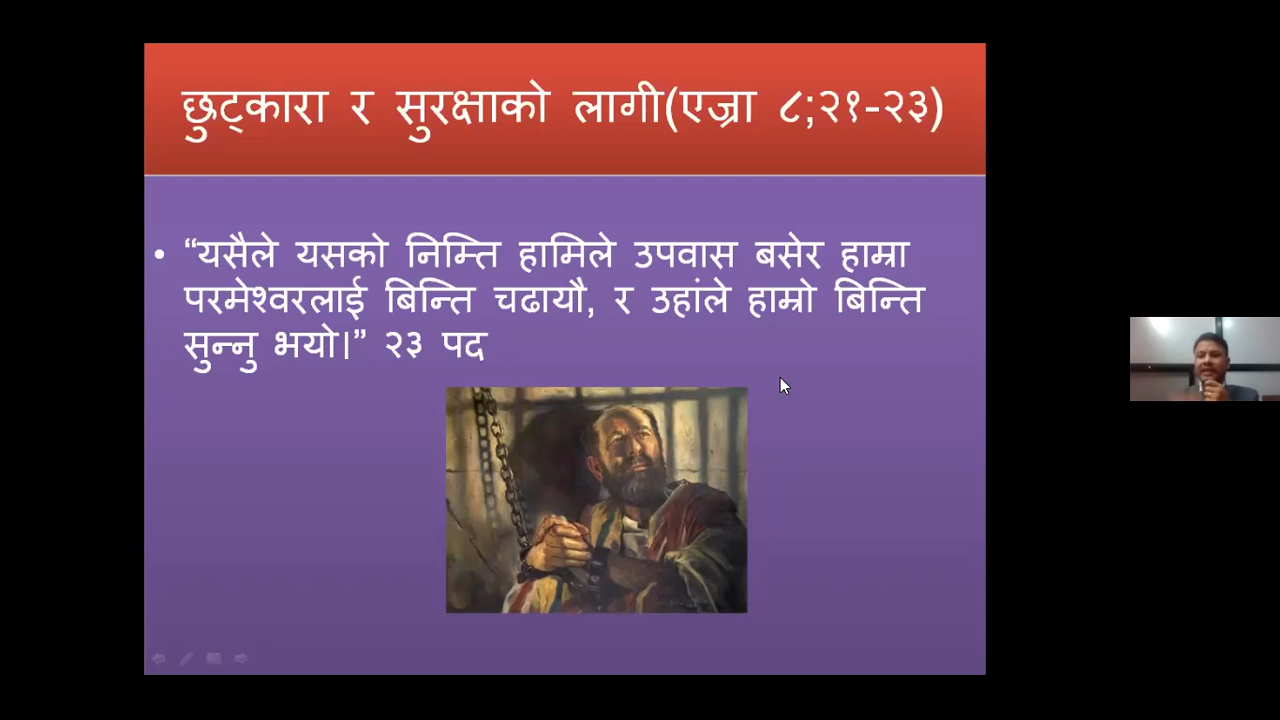 छुट्कारा र सुरक्षाको लागी(एज्रा ८;२१-२३)
• “यसैले यसको निम्ति हामिले उपवास बसेर हाम्रा
परमेश्वरलाई बिन्ति चढायौ, र उहांले हाम्रो बिन्ति
सुन्नु भयो।” २३ पद